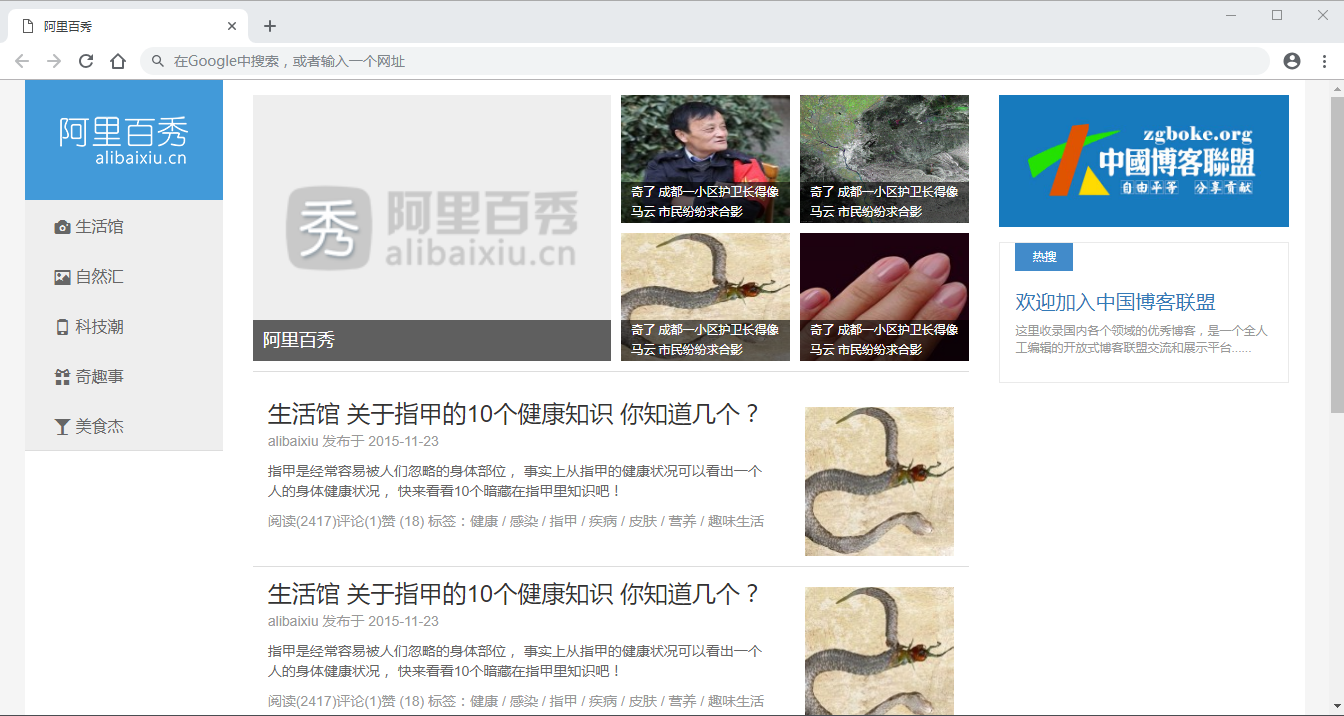 阿里百秀
在Google中搜索，或者输入一个网址
阿里百秀
alibaixiu.cn
生活馆
自然汇
科技潮
奇趣事
美食杰
秀 阿里百秀
alibaixiu.cn
阿里百秀
奇了 成都一小区护卫长得像
马云 市民纷纷求合影
奇了 成都一小区护卫长得像
马云 市民纷纷求合影
奇了 成都一小区护卫长得像
马云 市民纷纷求合影
奇了 成都一小区护卫长得像
马云 市民纷纷求合影
生活馆 关于指甲的10个健康知识 你知道几个？
alibaixiu 发布于 2015-11-23
指甲是经常容易被人们忽略的身体部位， 事实上从指甲的健康状况可以看出一个
人的身体健康状况， 快来看看10个暗藏在指甲里知识吧！
阅读(2417)评论(1)赞 (18) 标签：健康 / 感染 / 指甲 / 疾病 / 皮肤 / 营养 / 趣味生活
生活馆 关于指甲的10个健康知识 你知道几个？
alibaixiu 发布于 2015-11-23
指甲是经常容易被人们忽略的身体部位， 事实上从指甲的健康状况可以看出一个
人的身体健康状况， 快来看看10个暗藏在指甲里知识吧！
阅读(2417)评论(1)赞 (18) 标签：健康 / 感染 / 指甲 / 疾病 / 皮肤 / 营养 / 趣味生活
zgboke.org
中國博客聯盟
自由平等 分享贡献
热搜
欢迎加入中国博客联盟
这里收录国内各个领域的优秀博客，是一个全人
工编辑的开放式博客联盟交流和展示平台......